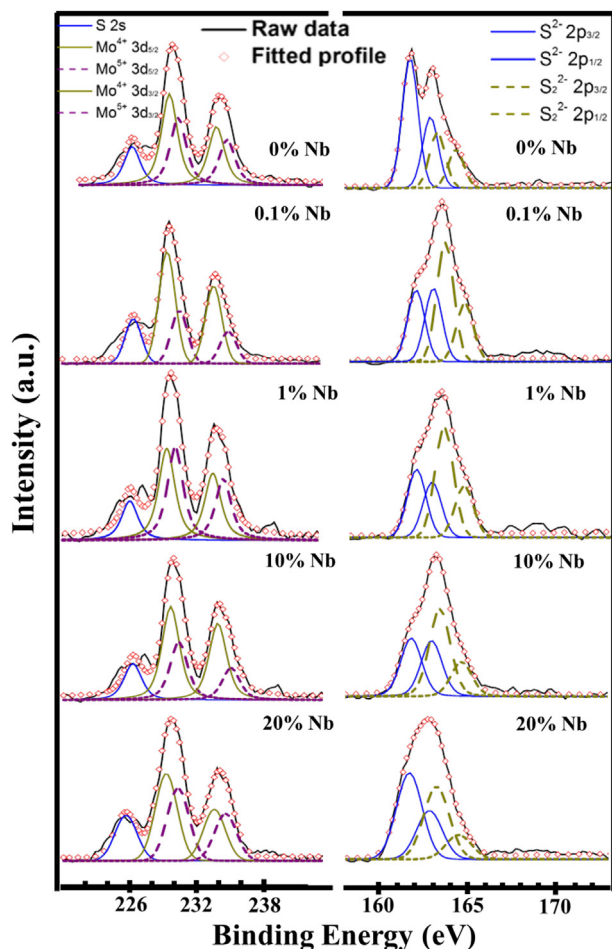 S 2s
Mo⁴⁺ 3d₅/₂
Mo⁵⁺ 3d₅/₂
Mo⁴⁺ 3d₃/₂
Mo⁵⁺ 3d₃/₂
Raw data
Fitted profile
S²⁻ 2p₃/₂
S²⁻ 2p₁/₂
S₂²⁻ 2p₃/₂
S₂²⁻ 2p₁/₂
0% Nb
0% Nb
0.1% Nb
0.1% Nb
1% Nb
1% Nb
10% Nb
10% Nb
20% Nb
20% Nb
Intensity (a.u.)
226 232 238 160 165 170
Binding Energy (eV)